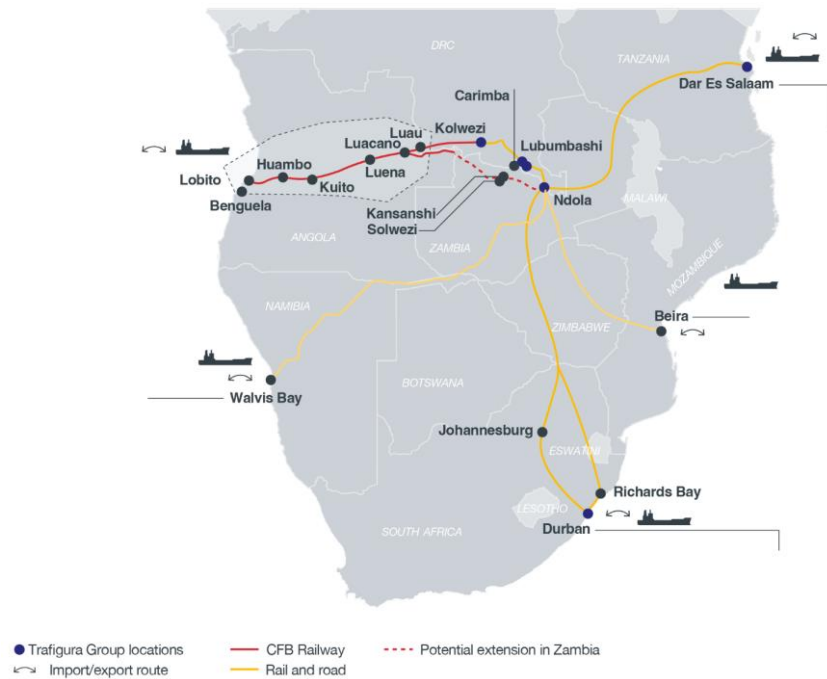 DRC
TANZANIA
Dar Es Salaam
Carimba
Kolwezi
Lubumbashi
Luau
Luacano
Huambo
Luena
Lobito
Kuito
Benguela
Ndola
Kansanshi
Solwezi
MALAWI
ANGOLA
ZAMBIA
MOZAMBIQUE
NAMIBIA
Beira
ZIMBABWE
Walvis Bay
BOTSWANA
Johannesburg
ESWATINI
Richards Bay
LESOTHO
Durban
SOUTH AFRICA
Trafigura Group locations
CFB Railway
Potential extension in Zambia
Import/export route
Rail and road